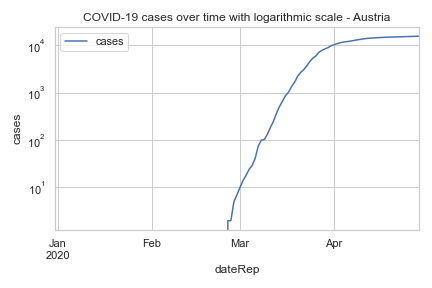 COVID-19 cases over time with logarithmic scale - Austria
cases
10⁴
10³
10²
10¹
cases
Jan
2020
Feb
Mar
Apr
dateRep